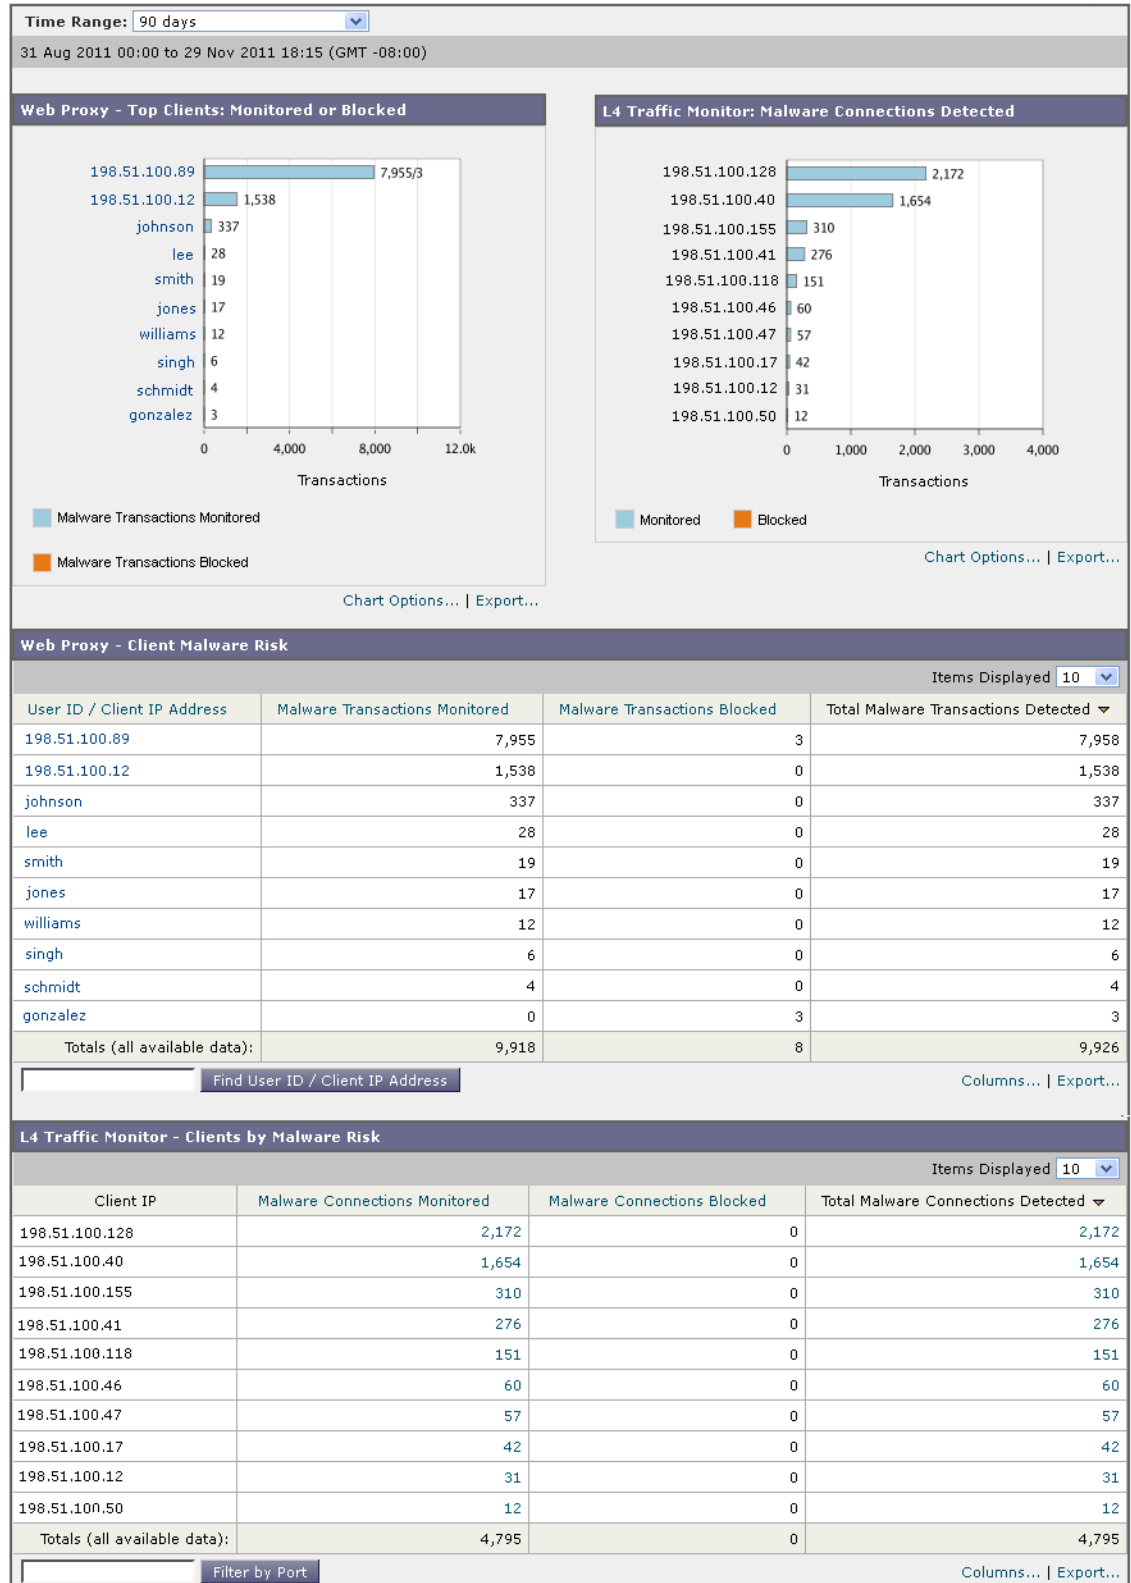 Time Range: 90 days
31 Aug 2011 00:00 to 29 Nov 2011 18:15 (GMT -08:00)
Web Proxy - Top Clients: Monitored or Blocked
198.51.100.89 7,955/3
198.51.100.12 1,538
johnson 337
lee 28
smith 19
jones 17
williams 12
singh 6
schmidt 4
gonzalez 3
0 4,000 8,000 12.0k
Transactions
Malware Transactions Monitored
Malware Transactions Blocked
Chart Options... | Export...
L4 Traffic Monitor: Malware Connections Detected
198.51.100.128 2,172
198.51.100.40 1,654
198.51.100.155 310
198.51.100.41 276
198.51.100.118 151
198.51.100.46 60
198.51.100.47 57
198.51.100.17 42
198.51.100.12 31
198.51.100.50 12
0 1,000 2,000 3,000 4,000
Transactions
Monitored Blocked
Chart Options... | Export...
Web Proxy - Client Malware Risk
Items Displayed 10
User ID / Client IP Address Malware Transactions Monitored Malware Transactions Blocked Total Malware Transactions Detected
198.51.100.89 7,955 3 7,958
198.51.100.12 1,538 0 1,538
johnson 337 0 337
lee 28 0 28
smith 19 0 19
jones 17 0 17
williams 12 0 12
singh 6 0 6
schmidt 4 0 4
gonzalez 0 3 3
Totals (all available data): 9,918 8 9,926
Find User ID / Client IP Address Columns... | Export...
L4 Traffic Monitor - Clients by Malware Risk
Items Displayed 10
Client IP Malware Connections Monitored Malware Connections Blocked Total Malware Connections Detected
198.51.100.128 2,172 0 2,172
198.51.100.40 1,654 0 1,654
198.51.100.155 310 0 310
198.51.100.41 276 0 276
198.51.100.118 151 0 151
198.51.100.46 60 0 60
198.51.100.47 57 0 57
198.51.100.17 42 0 42
198.51.100.12 31 0 31
198.51.100.50 12 0 12
Totals (all available data): 4,795 0 4,795
Filter by Port Columns... | Export...